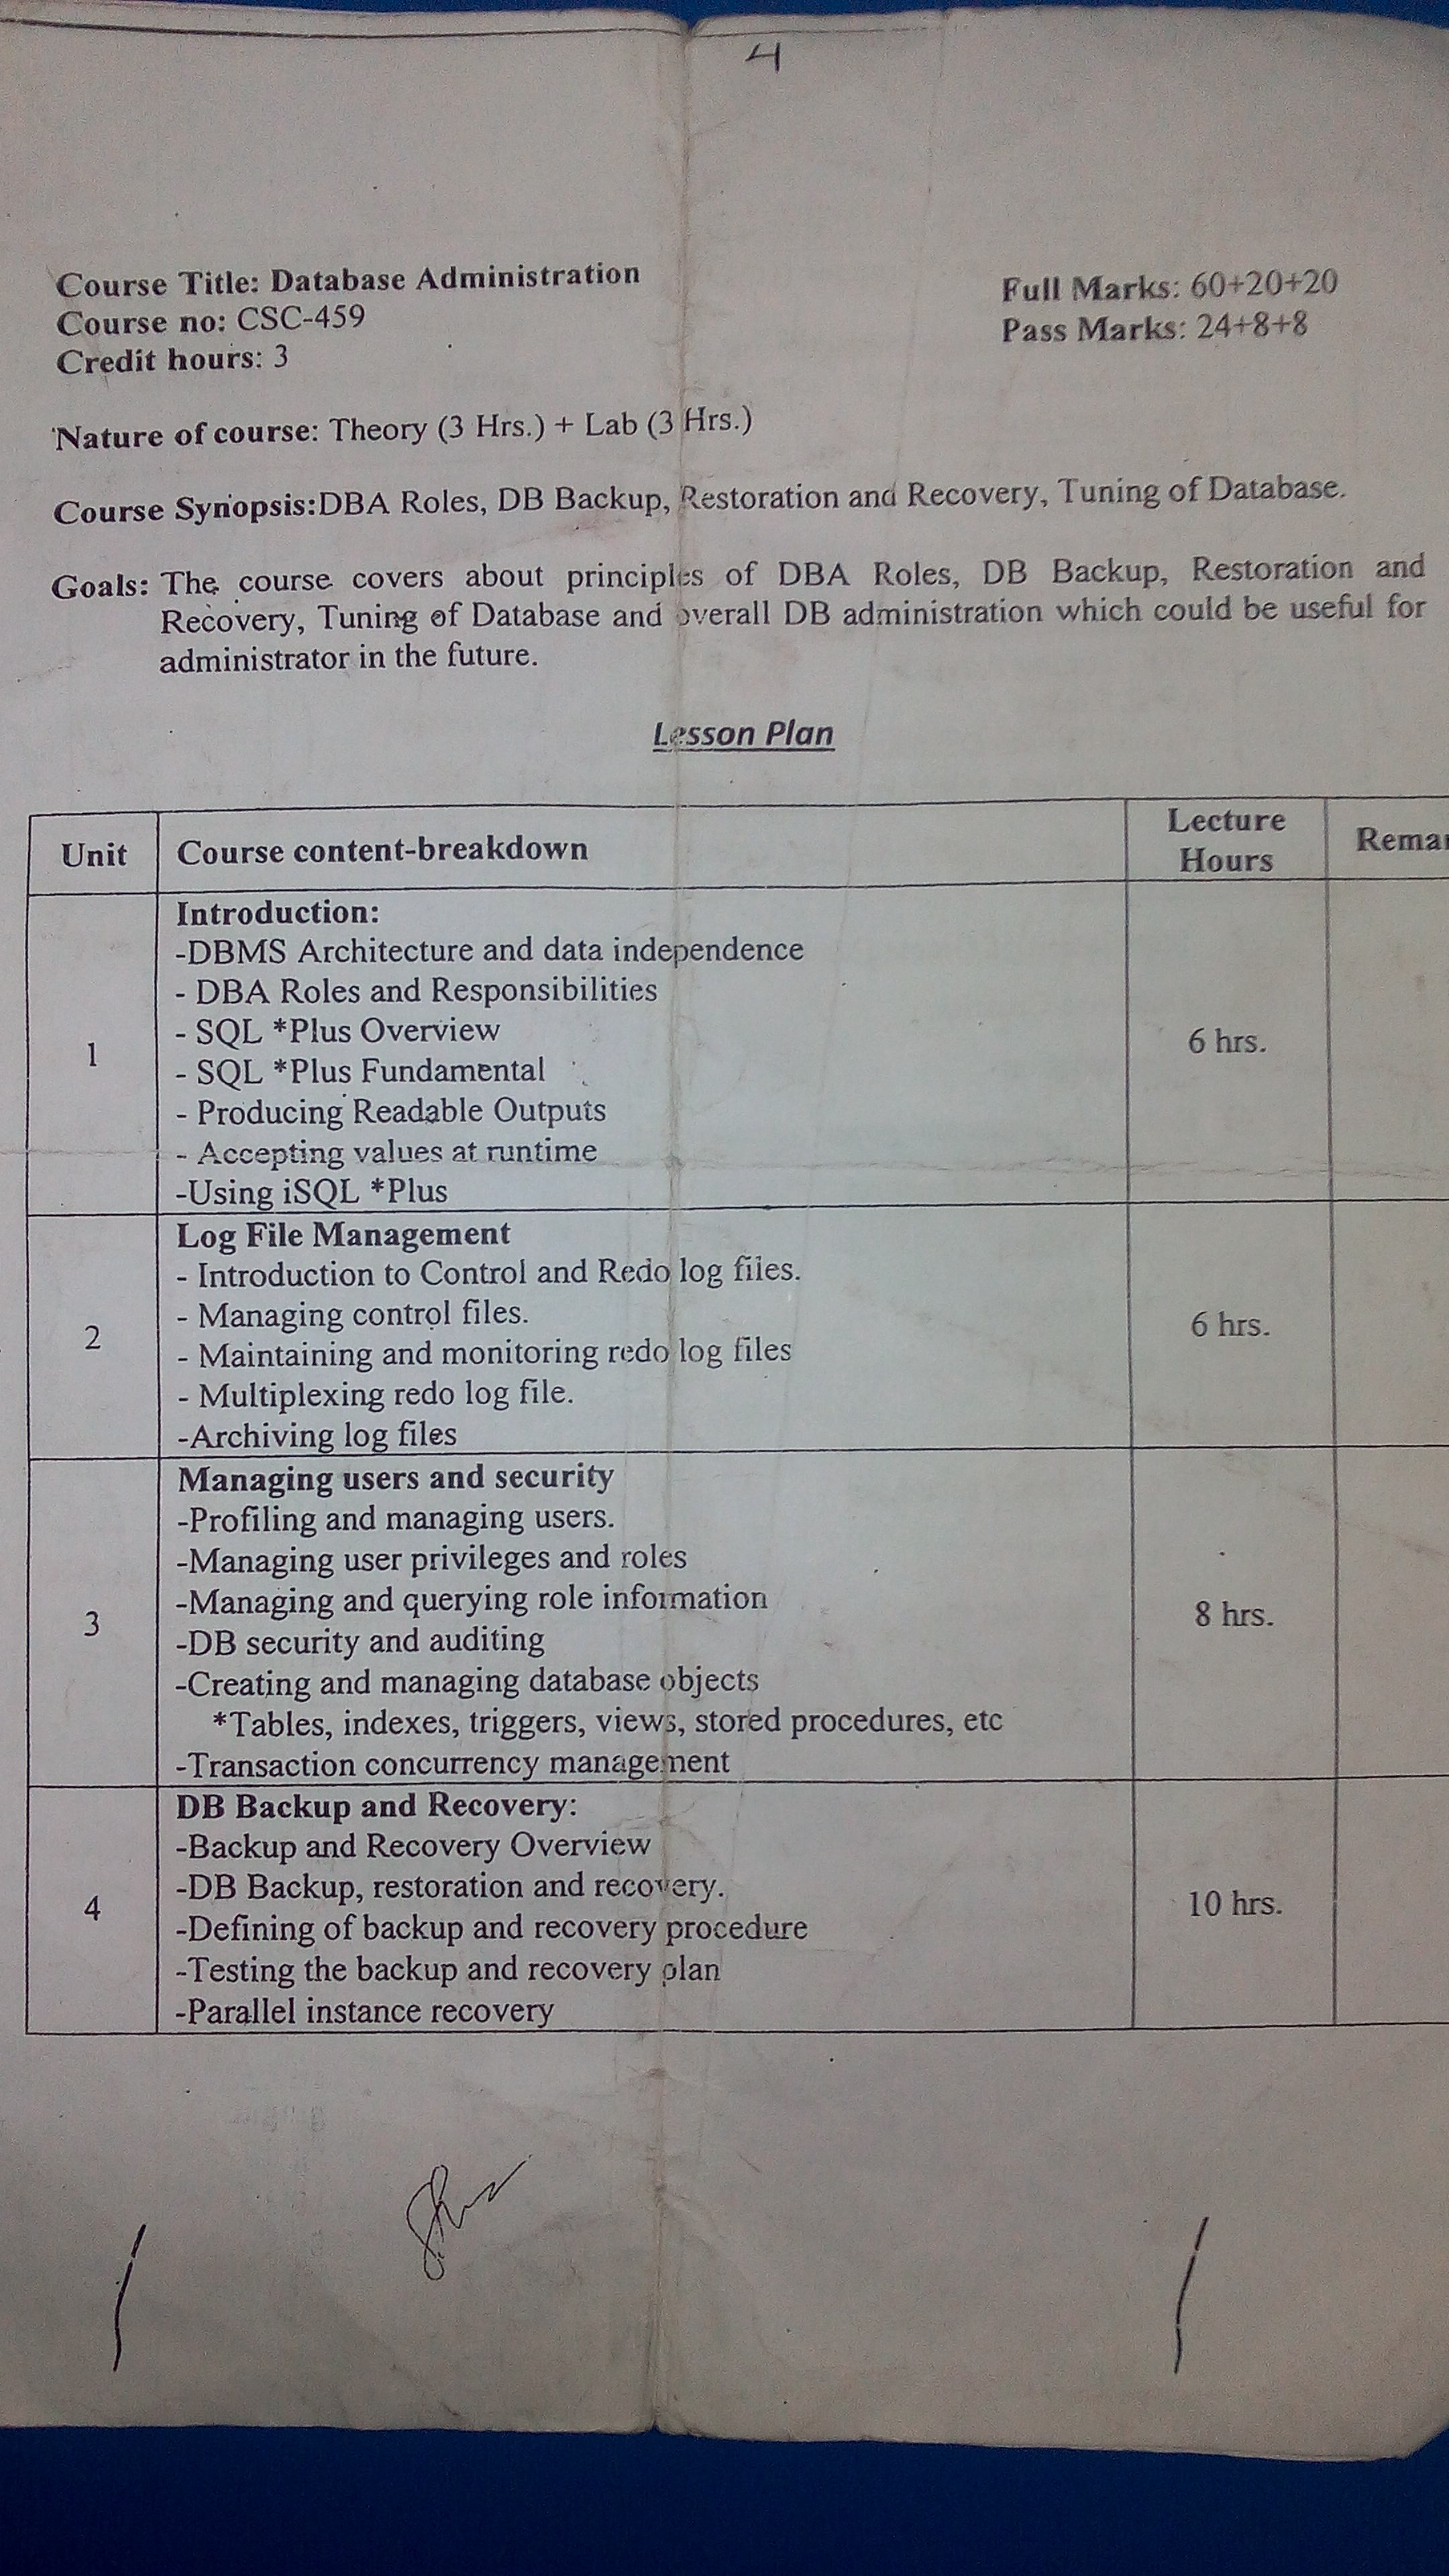 4
Course Title: Database Administration
Full Marks: 60+20+20
Course no: CSC-459
Pass Marks: 24+8+8
Credit hours: 3
Nature of course: Theory (3 Hrs.) + Lab (3 Hrs.)
Course Synopsis:DBA Roles, DB Backup, Restoration and Recovery, Tuning of Database.
Goals: The course covers about principles of DBA Roles, DB Backup, Restoration and
Recovery, Tuning of Database and overall DB administration which could be useful for
administrator in the future.
Lesson Plan
Unit
Course content-breakdown
Lecture
Hours
Remar
1
Introduction:
-DBMS Architecture and data independence
- DBA Roles and Responsibilities
- SQL *Plus Overview
- SQL *Plus Fundamental
- Producing Readable Outputs
- Accepting values at runtime
-Using iSQL *Plus
6 hrs.
2
Log File Management
- Introduction to Control and Redo log files.
- Managing control files.
- Maintaining and monitoring redo log files
- Multiplexing redo log file.
-Archiving log files
6 hrs.
3
Managing users and security
-Profiling and managing users.
-Managing user privileges and roles
-Managing and querying role information
-DB security and auditing
-Creating and managing database objects
*Tables, indexes, triggers, views, stored procedures, etc
-Transaction concurrency management
8 hrs.
4
DB Backup and Recovery:
-Backup and Recovery Overview
-DB Backup, restoration and recovery.
-Defining of backup and recovery procedure
-Testing the backup and recovery plan
-Parallel instance recovery
10 hrs.